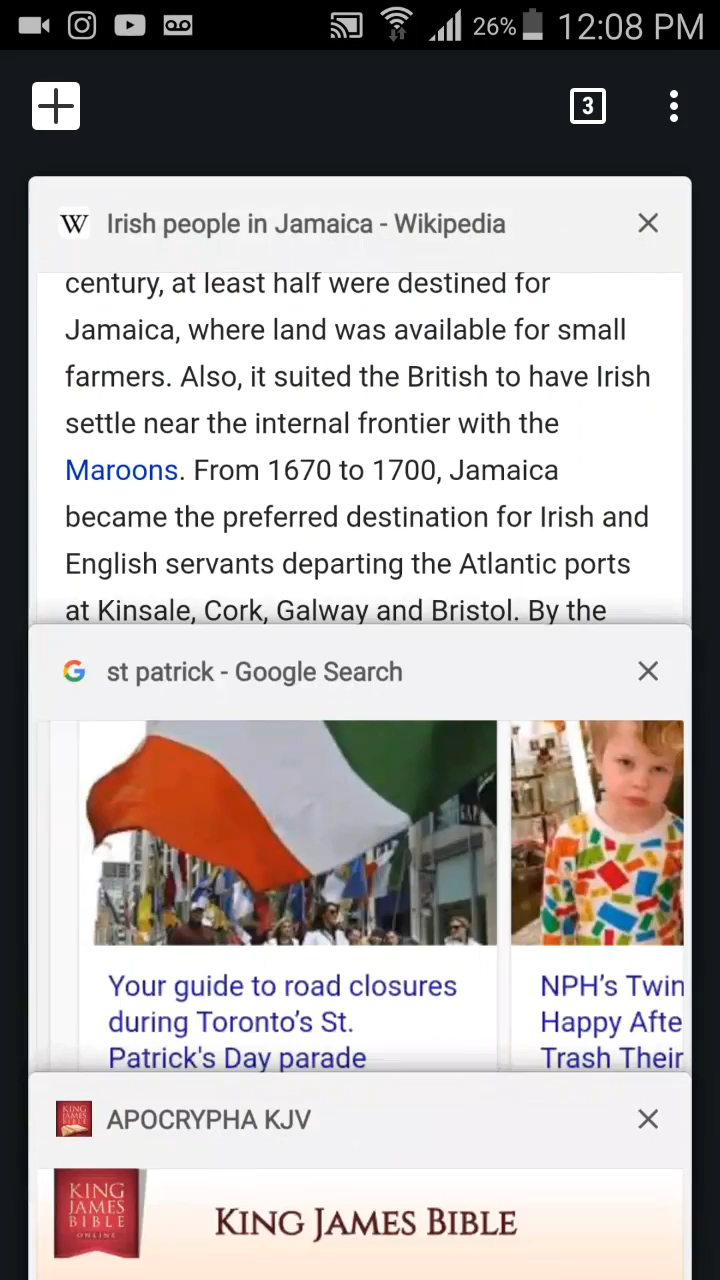 26% 12:08 PM
3
W Irish people in Jamaica - Wikipedia
century, at least half were destined for
Jamaica, where land was available for small
farmers. Also, it suited the British to have Irish
settle near the internal frontier with the
Maroons. From 1670 to 1700, Jamaica
became the preferred destination for Irish and
English servants departing the Atlantic ports
at Kinsale, Cork, Galway and Bristol. By the
G st patrick - Google Search
GAP
Your guide to road closures
during Toronto's St.
Patrick's Day parade
NPH's Twin
Happy Afte
Trash Their
KING
JAMES
BIBLE
APOCRYPHA KJV
KING
JAMES
BIBLE
ONLINE
KING JAMES BIBLE